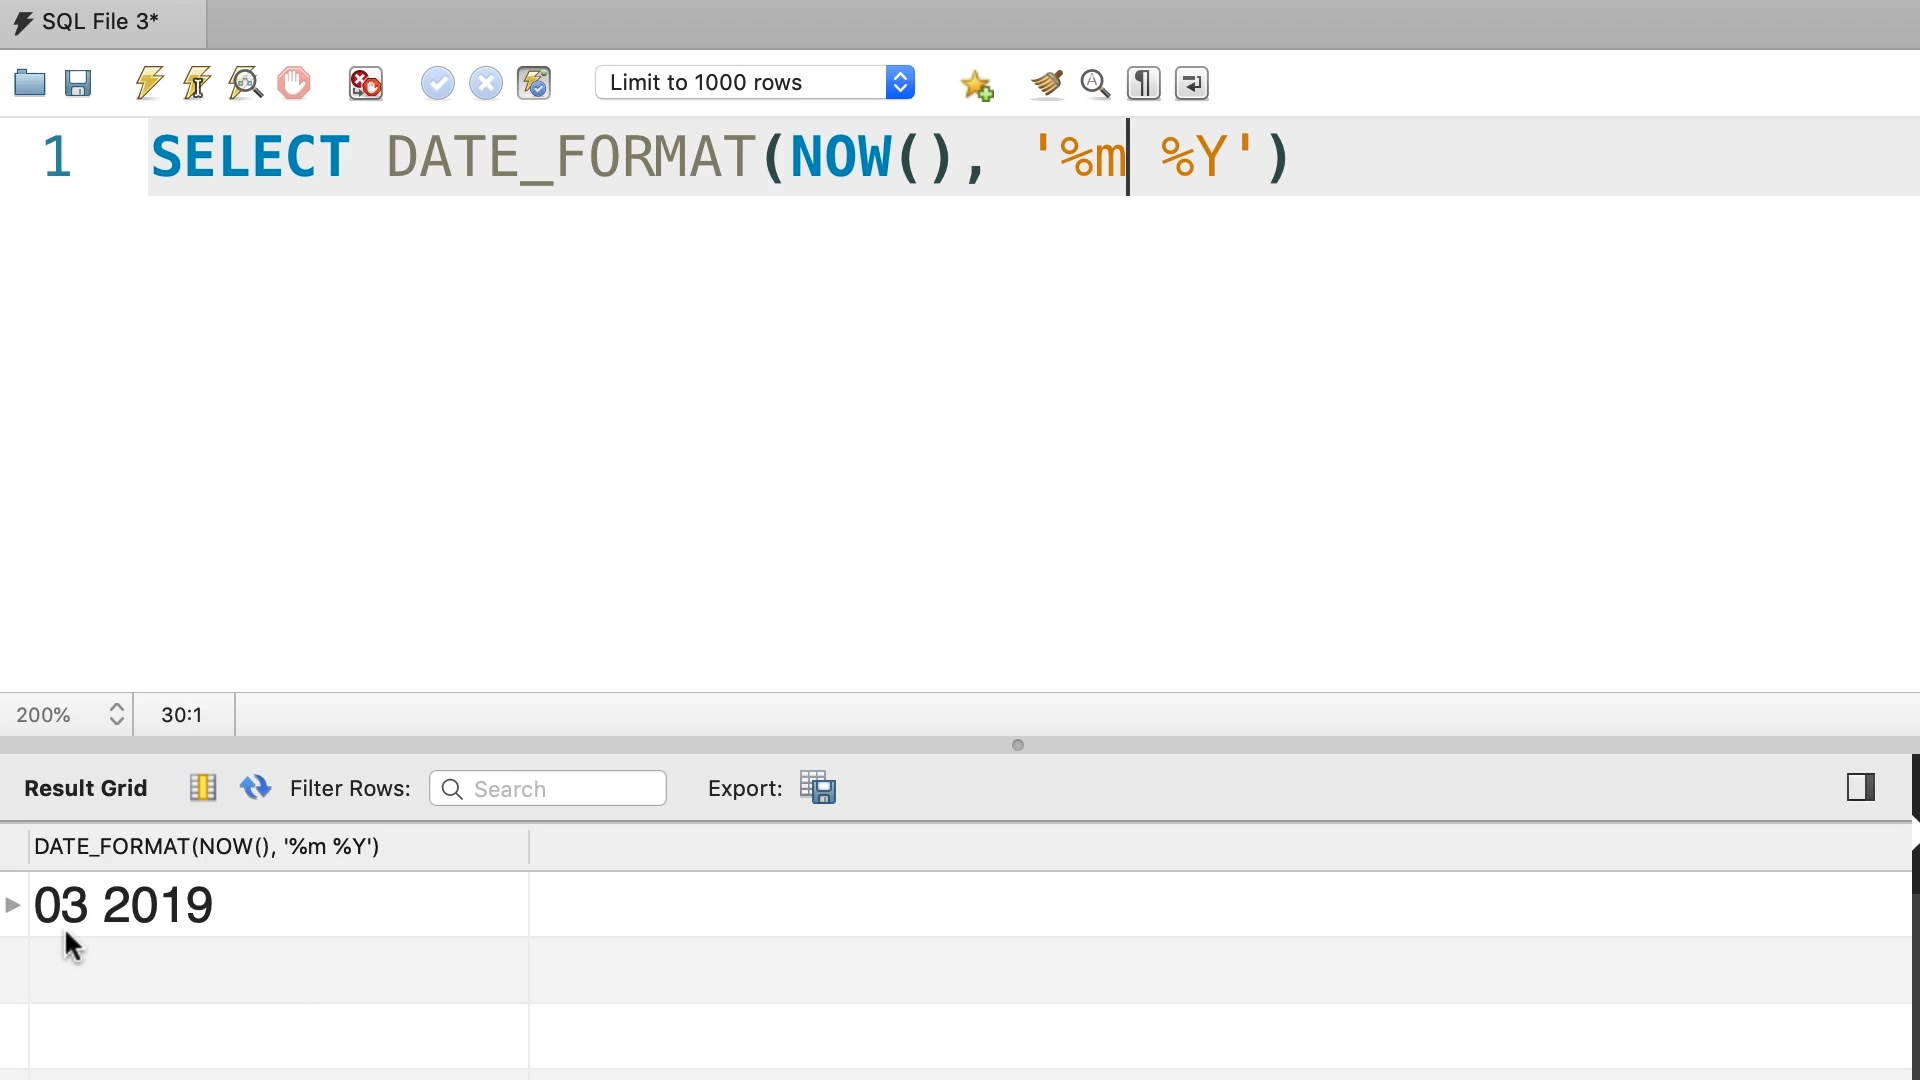 SQL File 3*
Limit to 1000 rows
1 SELECT DATE_FORMAT(NOW(), '%m %Y')
200% 30:1
Result Grid Filter Rows: Search Export:
DATE_FORMAT(NOW(), '%m %Y')
03 2019